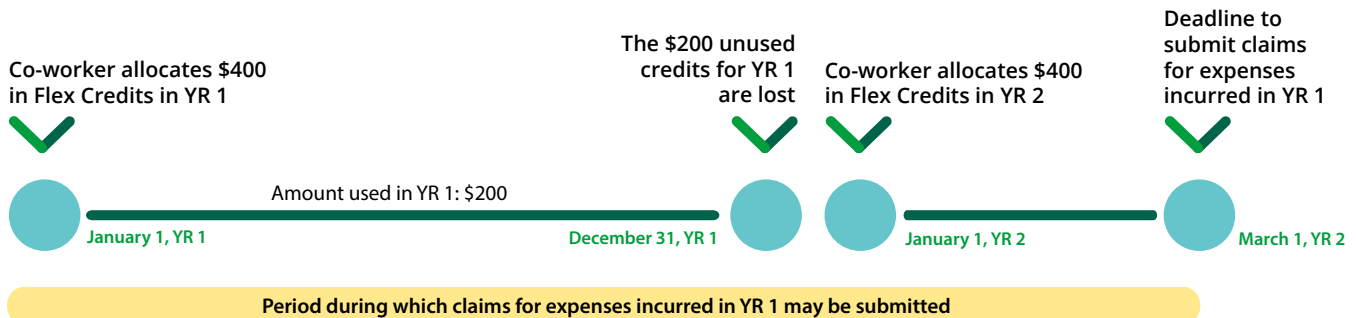 Co-worker allocates $400
in Flex Credits in YR 1
The $200 unused
credits for YR 1
are lost
Co-worker allocates $400
in Flex Credits in YR 2
Deadline to
submit claims
for expenses
incurred in YR 1
Amount used in YR 1: $200
January 1, YR 1
December 31, YR 1
January 1, YR 2
March 1, YR 2
Period during which claims for expenses incurred in YR 1 may be submitted